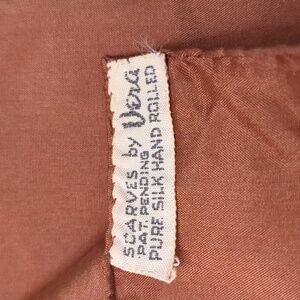 SCARVES by Vera
PAT. PENDING
PURE SILK HAND ROLLED